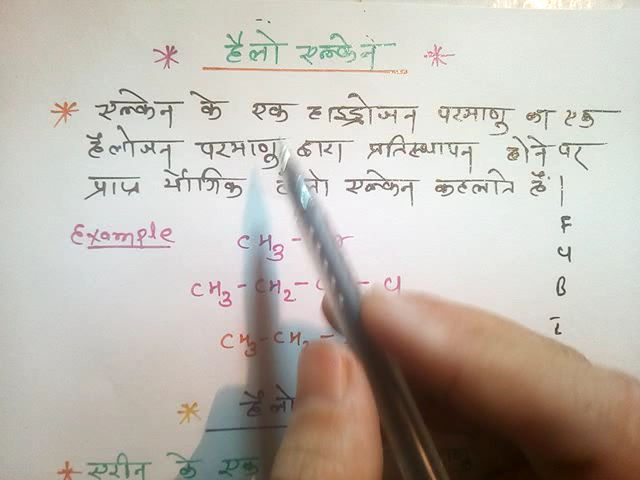 हैलो एल्केन
एल्केन के एक हाइड्रोजन परमाणु का एक
हैलोजन परमाणु द्वारा प्रतिस्थापन होने पर
प्राप्त यौगिक एल्केन कहलाते हैं।
Example CH3 - F
CH3 - CH2 - - Cl Cl
B
CH3 - CH2 - I
एरीन के एक